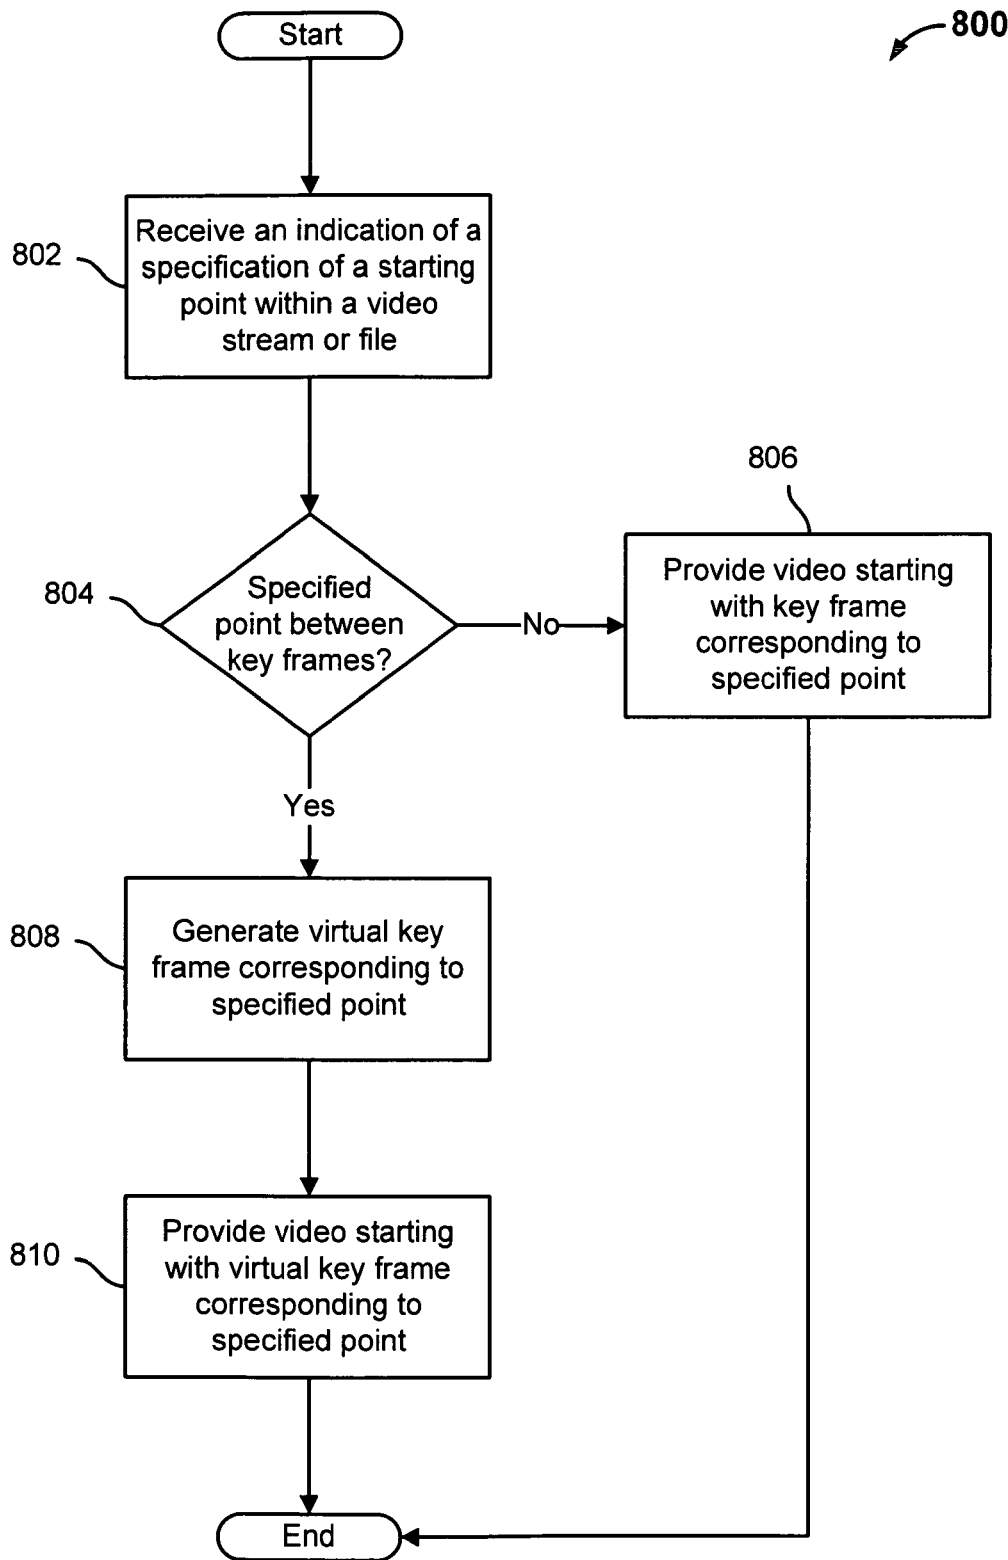 Start
800
802
Receive an indication of a
specification of a starting
point within a video
stream or file
804
Specified
point between
key frames?
No
806
Provide video starting
with key frame
corresponding to
specified point
Yes
808
Generate virtual key
frame corresponding to
specified point
810
Provide video starting
with virtual key frame
corresponding to
specified point
End